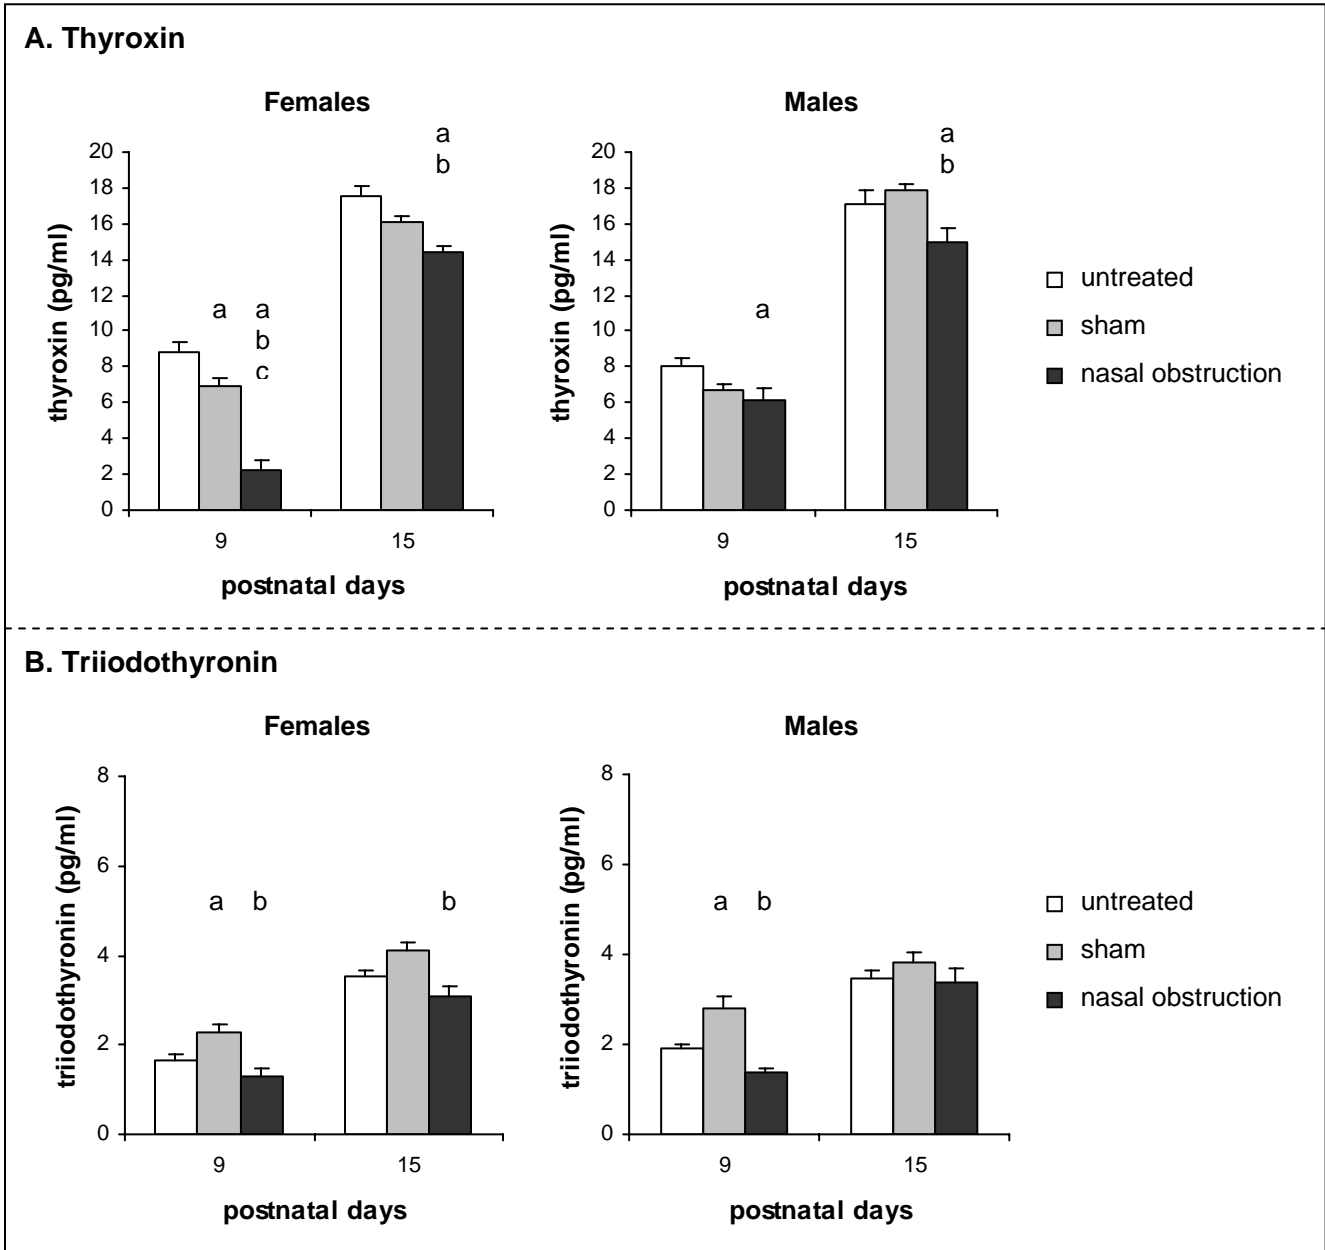 A. Thyroxin
Females
thyroxin (pg/ml)
20
18
16
14
12
10
8
6
4
2
0
a
a
b
c
a
b
9
15
postnatal days
Males
thyroxin (pg/ml)
20
18
16
14
12
10
8
6
4
2
0
a
a
b
9
15
postnatal days
untreated
sham
nasal obstruction
B. Triiodothyronin
Females
triiodothyronin (pg/ml)
8
6
4
2
0
a b b
9
15
postnatal days
Males
triiodothyronin (pg/ml)
8
6
4
2
0
a b
9
15
postnatal days
untreated
sham
nasal obstruction